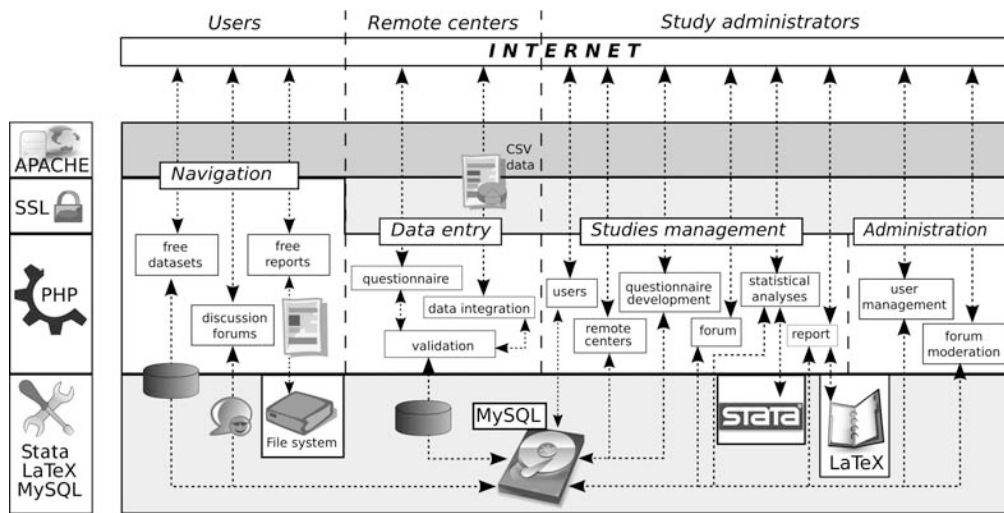 Users
Remote centers
Study administrators
INTERNET
APACHE
CSV
data
Navigation
SSL
Data entry
Studies management
Administration
free
datasets
free
reports
questionnaire
users
questionnaire
development
statistical
analyses
user
management
PHP
discussion
forums
data integration
remote
centers
forum
report
forum
moderation
validation
MySQL
File system
STATA
LaTeX
Stata
LaTeX
MySQL